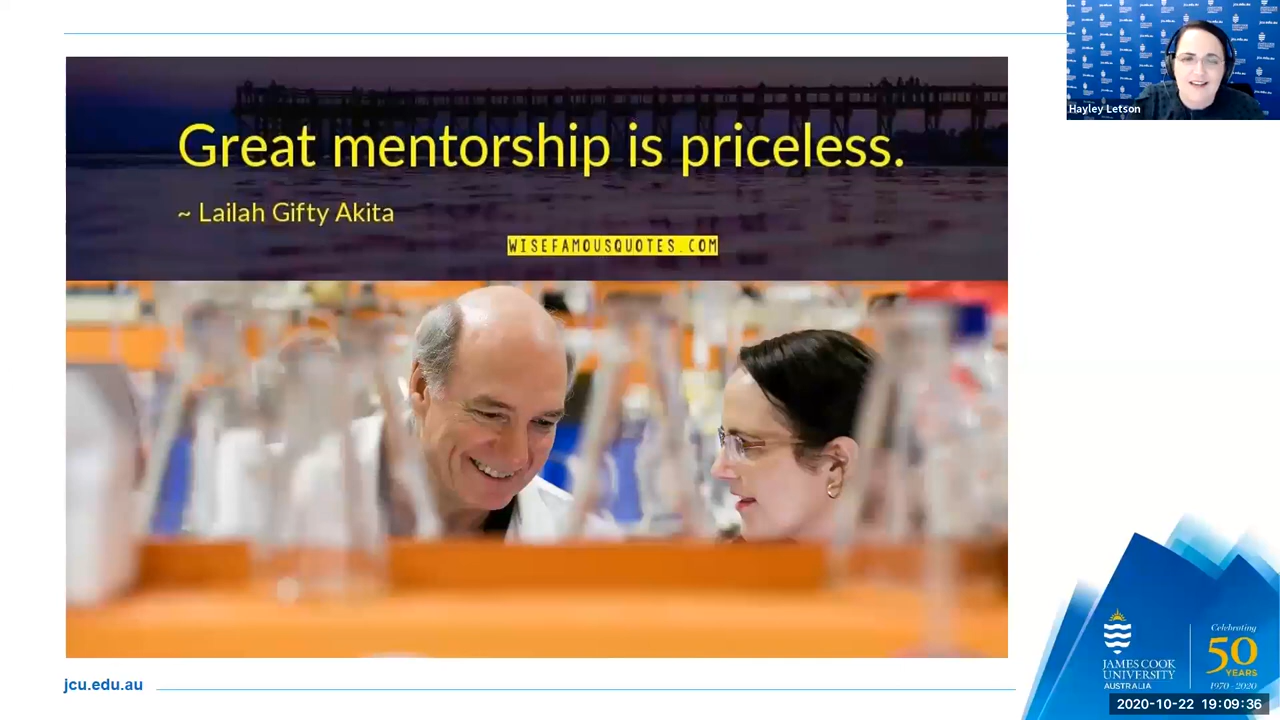 Great mentorship is priceless.
~ Lailah Gifty Akita
WISEFAMOUSQUOTES.COM
Hayley Letson
jcu.edu.au
JAMES COOK
UNIVERSITY
AUSTRALIA
Celebrating
50
YEARS
1970 - 2020
2020-10-22 19:09:36